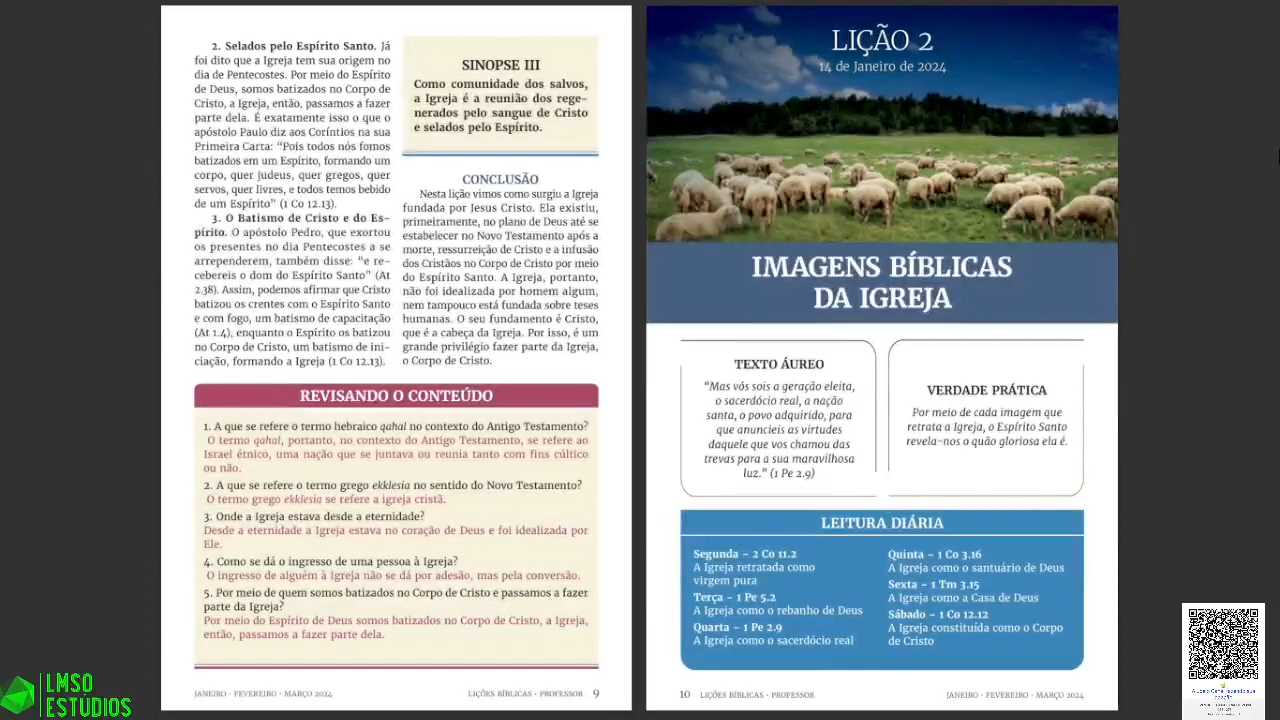 2. Selados pelo Espírito Santo. Já
foi dito que a Igreja tem sua origem no
dia de Pentecostes. Por meio do Espírito
de Deus, somos batizados no Corpo de
Cristo, a Igreja, então, passamos a fazer
parte dela. É exatamente isso o que o
apóstolo Paulo diz aos Coríntios na sua
Primeira Carta: “Pois todos nós fomos
batizados em um Espírito, formando um
corpo, quer judeus, quer gregos, quer
servos, quer livres, e todos temos bebido
de um Espírito” (1 Co 12.13).
3. O Batismo de Cristo e do Es-
pírito. O apóstolo Pedro, que exortou
os presentes no dia Pentecostes a se
arrependerem, também disse: “e re-
cebereis o dom do Espírito Santo” (At
2.38). Assim, podemos afirmar que Cristo
batizou os crentes com o Espírito Santo
e com fogo, um batismo de capacitação
(At 1.4), enquanto o Espírito os batizou
no Corpo de Cristo, um batismo de ini-
ciação, formando a Igreja (1 Co 12.13).
SINOPSE III
Como comunidade dos salvos,
a Igreja é a reunião dos rege-
nerados pelo sangue de Cristo
e selados pelo Espírito.
CONCLUSÃO
Nesta lição vimos como surgiu a Igreja
fundada por Jesus Cristo. Ela existiu,
primeiramente, no plano de Deus até se
estabelecer no Novo Testamento após a
morte, ressurreição de Cristo e a infusão
dos Cristãos no Corpo de Cristo por meio
do Espírito Santo. A Igreja, portanto,
não foi idealizada por homem algum,
nem tampouco está fundada sobre teses
humanas. O seu fundamento é Cristo,
que é a cabeça da Igreja. Por isso, é um
grande privilégio fazer parte da Igreja,
o Corpo de Cristo.
REVISANDO O CONTEÚDO
1. A que se refere o termo hebraico qahal no contexto do Antigo Testamento?
O termo qahal, portanto, no contexto do Antigo Testamento, se refere ao
Israel étnico, uma nação que se juntava ou reunia tanto com fins cúltico
ou não.
2. A que se refere o termo grego ekklesia no sentido do Novo Testamento?
O termo grego ekklesia se refere a igreja cristã.
3. Onde a Igreja estava desde a eternidade?
Desde a eternidade a Igreja estava no coração de Deus e foi idealizada por
Ele.
4. Como se dá o ingresso de uma pessoa à Igreja?
O ingresso de alguém à Igreja não se dá por adesão, mas pela conversão.
5. Por meio de quem somos batizados no Corpo de Cristo e passamos a fazer
parte da Igreja?
Por meio do Espírito de Deus somos batizados no Corpo de Cristo, a Igreja,
então, passamos a fazer parte dela.
JANEIRO · FEVEREIRO · MARÇO 2024
LIÇÕES BÍBLICAS · PROFESSOR 9
LIÇÃO 2
14 de Janeiro de 2024
IMAGENS BÍBLICAS
DA IGREJA
TEXTO ÁUREO
“Mas vós sois a geração eleita,
o sacerdócio real, a nação
santa, o povo adquirido, para
que anuncieis as virtudes
daquele que vos chamou das
trevas para a sua maravilhosa
luz.” (1 Pe 2.9)
VERDADE PRÁTICA
Por meio de cada imagem que
retrata a Igreja, o Espírito Santo
revela-nos o quão gloriosa ela é.
LEITURA DIÁRIA
Segunda – 2 Co 11.2
A Igreja retratada como
virgem pura
Terça – 1 Pe 5.2
A Igreja como o rebanho de Deus
Quarta – 1 Pe 2.9
A Igreja como o sacerdócio real
Quinta – 1 Co 3.16
A Igreja como o santuário de Deus
Sexta – 1 Tm 3.15
A Igreja como a Casa de Deus
Sábado – 1 Co 12.12
A Igreja constituída como o Corpo
de Cristo
10 LIÇÕES BÍBLICAS · PROFESSOR
JANEIRO · FEVEREIRO · MARÇO 2024
LMSO
ESTÚDIOS